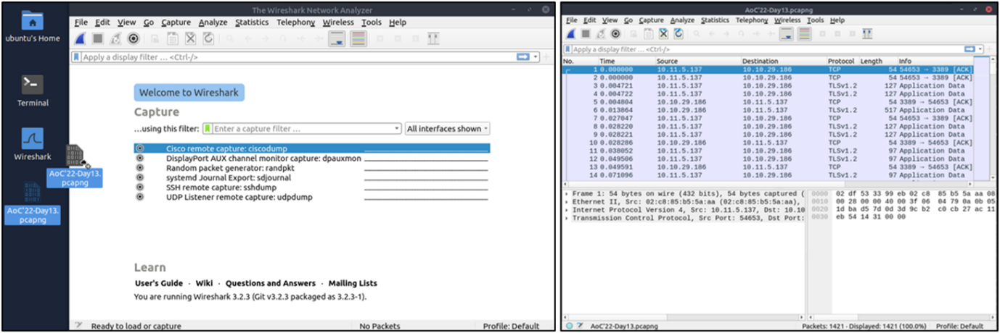 ubuntu's Home
Terminal
Wireshark
AoC'22-Day13.
pcapng
AoC'22-Day13.
pcapng
The Wireshark Network Analyzer
File Edit View Go Capture Analyze Statistics Telephony Wireless Tools Help
Apply a display filter … <Ctrl-/>
Welcome to Wireshark
Capture
…using this filter: Enter a capture filter … All interfaces shown
Cisco remote capture: ciscodump
DisplayPort AUX channel monitor capture: dpauxmon
Random packet generator: randpkt
systemd Journal Export: sdjournal
SSH remote capture: sshdump
UDP Listener remote capture: udpdump
Learn
User's Guide · Wiki · Questions and Answers · Mailing Lists
You are running Wireshark 3.2.3 (Git v3.2.3 packaged as 3.2.3-1).
Ready to load or capture No Packets Profile: Default
AoC'22-Day13.pcapng
File Edit View Go Capture Analyze Statistics Telephony Wireless Tools Help
Apply a display filter … <Ctrl-/>
No. Time Source Destination Protocol Length Info
1 0.000000 10.11.5.137 10.10.29.186 TCP 54 54653 → 3389 [ACK]
2 0.000000 10.11.5.137 10.10.29.186 TCP 54 54653 → 3389 [ACK]
3 0.004721 10.11.5.137 10.10.29.186 TLSv1.2 127 Application Data
4 0.004722 10.11.5.137 10.10.29.186 TLSv1.2 127 Application Data
5 0.004804 10.10.29.186 10.11.5.137 TCP 54 3389 → 54653 [ACK]
6 0.013864 10.10.29.186 10.11.5.137 TLSv1.2 517 Application Data
7 0.027047 10.11.5.137 10.10.29.186 TCP 54 54653 → 3389 [ACK]
8 0.028220 10.11.5.137 10.10.29.186 TLSv1.2 127 Application Data
9 0.028221 10.11.5.137 10.10.29.186 TLSv1.2 127 Application Data
10 0.028286 10.10.29.186 10.11.5.137 TCP 54 3389 → 54653 [ACK]
11 0.038052 10.11.5.137 10.10.29.186 TLSv1.2 97 Application Data
12 0.049506 10.11.5.137 10.10.29.186 TLSv1.2 97 Application Data
13 0.049591 10.10.29.186 10.11.5.137 TCP 54 3389 → 54653 [ACK]
14 0.071096 10.11.5.137 10.10.29.186 TLSv1.2 97 Application Data
Frame 1: 54 bytes on wire (432 bits), 54 bytes captured (
Ethernet II, Src: 02:c8:85:b5:5a:aa (02:c8:85:b5:5a:aa),
Internet Protocol Version 4, Src: 10.11.5.137, Dst: 10.10
Transmission Control Protocol, Src Port: 54653, Dst Port:
0000 02 df 53 33 99 eb 02 c8 85 b5 5a aa 08
0010 00 28 00 00 40 00 3f 06 04 79 0a 0b 05
0020 1d ba d5 7d 0d 3d 9c b2 c0 cb 27 ac 11
0030 eb 54 14 31 00 00
AoC'22-Day13.pcapng Packets: 1421 · Displayed: 1421 (100.0%) Profile: Default